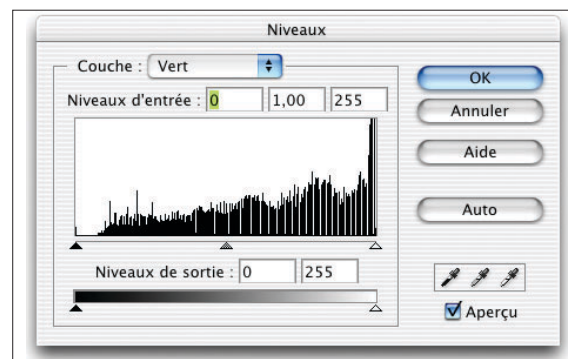 Niveaux
Couche : Vert
Niveaux d'entrée : 0 1,00 255
Niveaux de sortie : 0 255
OK
Annuler
Aide
Auto
Aperçu